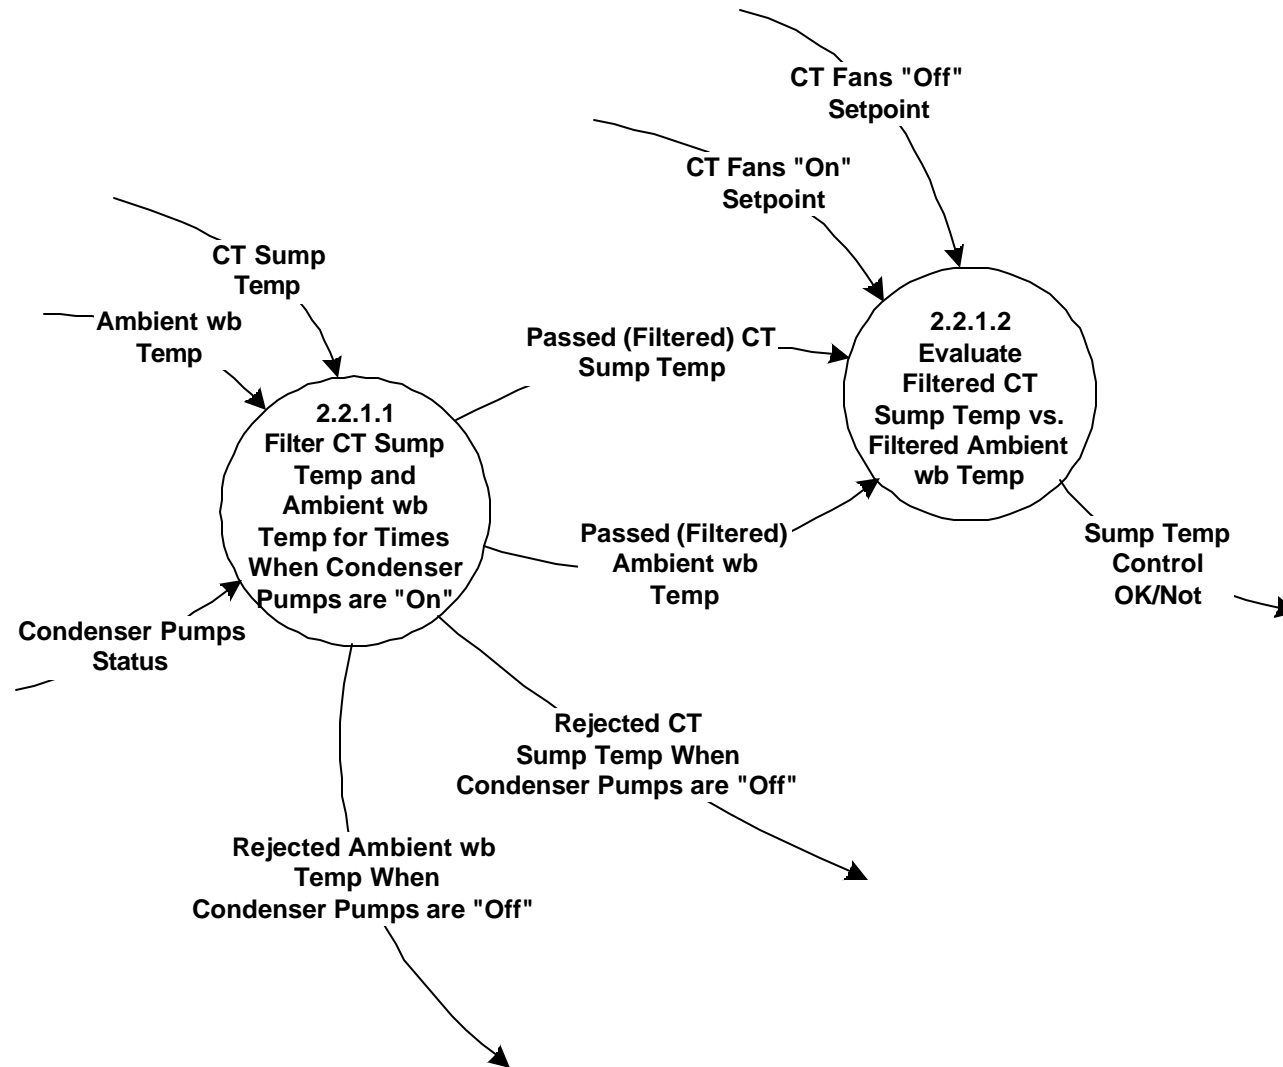 CT Fans "Off"
Setpoint
CT Fans "On"
Setpoint
CT Sump
Temp
Ambient wb
Temp
Passed (Filtered) CT
Sump Temp
2.2.1.2
Evaluate
Filtered CT
Sump Temp vs.
Filtered Ambient
wb Temp
2.2.1.1
Filter CT Sump
Temp and
Ambient wb
Temp for Times
When Condenser
Pumps are "On"
Passed (Filtered)
Ambient wb
Temp
Sump Temp
Control
OK/Not
Condenser Pumps
Status
Rejected CT
Sump Temp When
Condenser Pumps are "Off"
Rejected Ambient wb
Temp When
Condenser Pumps are "Off"